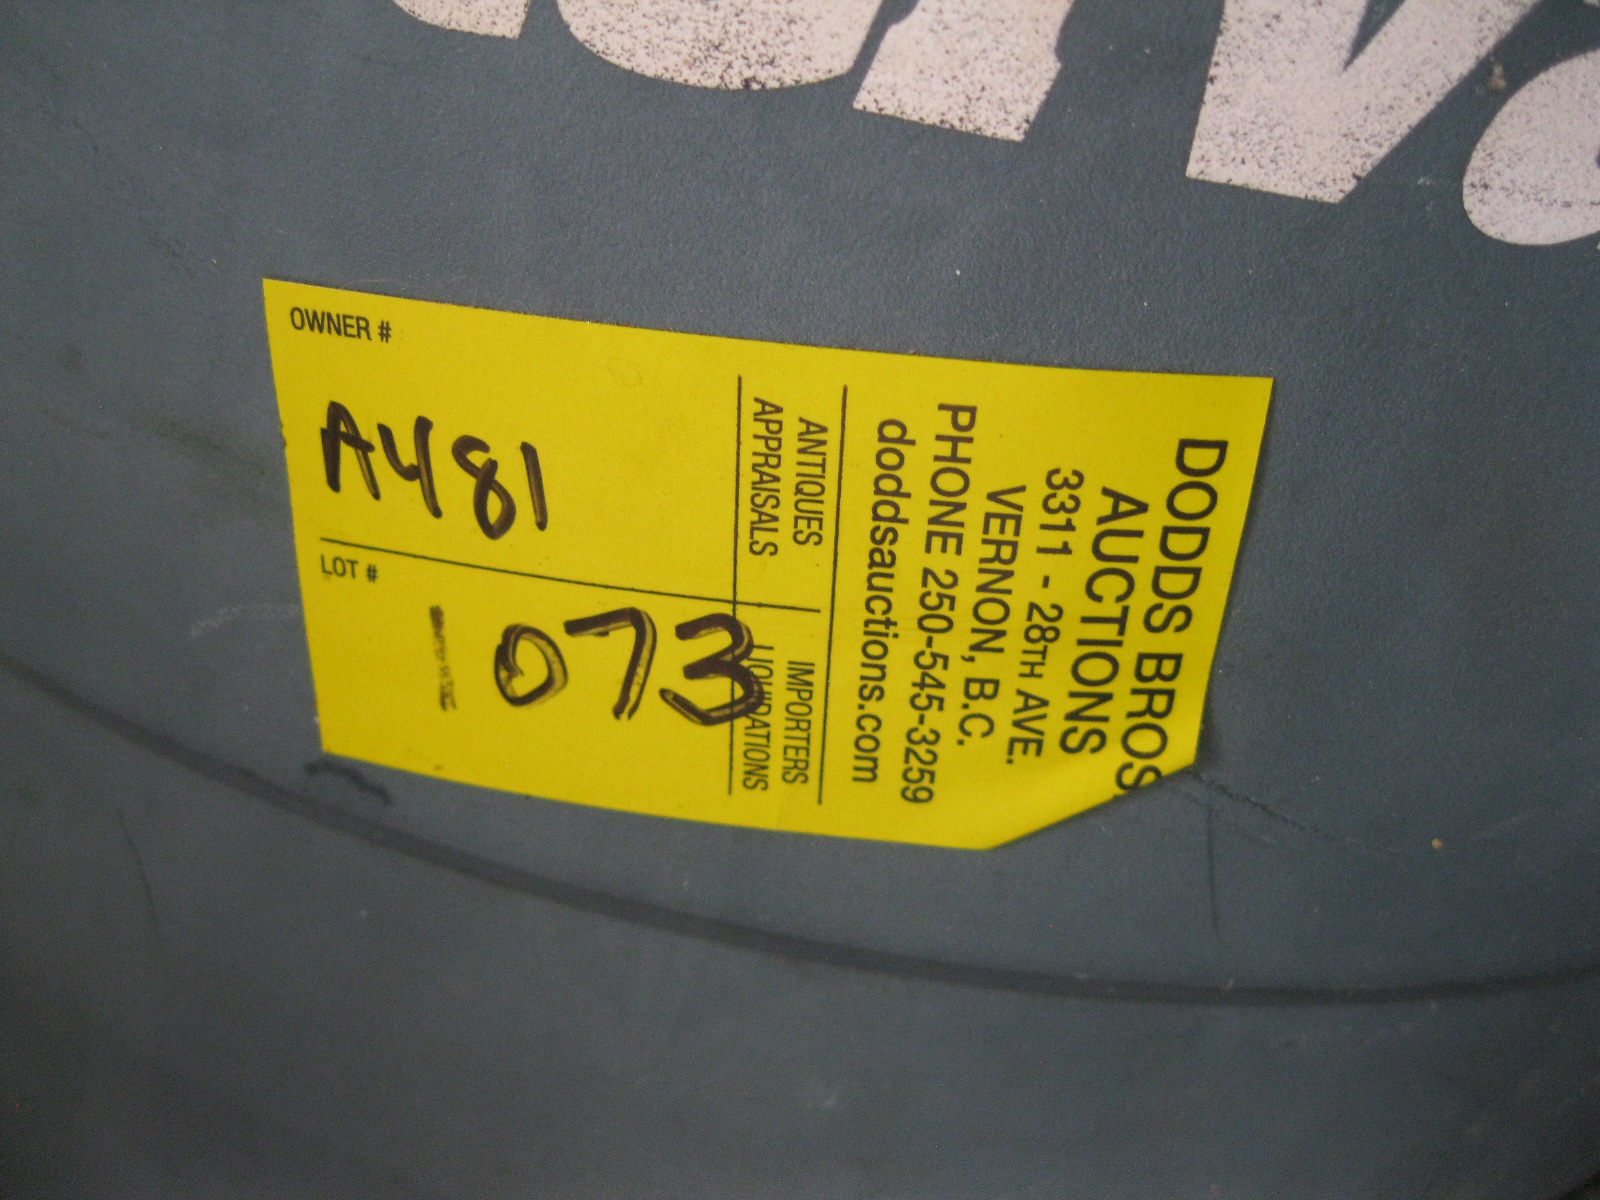 DODDS BROS
AUCTIONS
3311 - 28TH AVE.
VERNON, B.C.
PHONE 250-545-3259
doddsauctions.com
ANTIQUES
APPRAISALS
IMPORTERS
LIQUIDATIONS
OWNER #
A481
LOT #
073